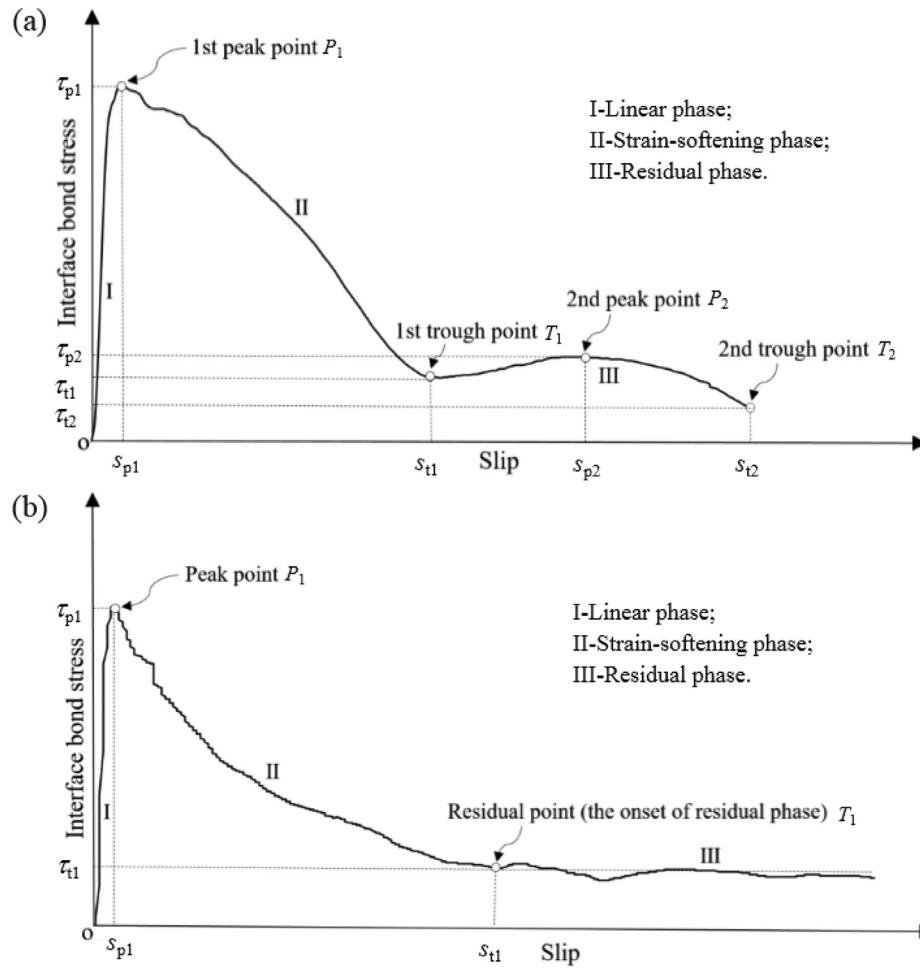 (a)
1st peak point P₁
τp1
I-Linear phase;
II-Strain-softening phase;
III-Residual phase.
Interface bond stress
I
II
2nd peak point P₂
1st trough point T₁
2nd trough point T₂
τp2
III
τt1
τt2
o
sp1
st1
Slip
sp2
st2
(b)
Peak point P₁
τp1
I-Linear phase;
II-Strain-softening phase;
III-Residual phase.
Interface bond stress
I
II
Residual point (the onset of residual phase) T₁
τt1
III
o
sp1
st1
Slip